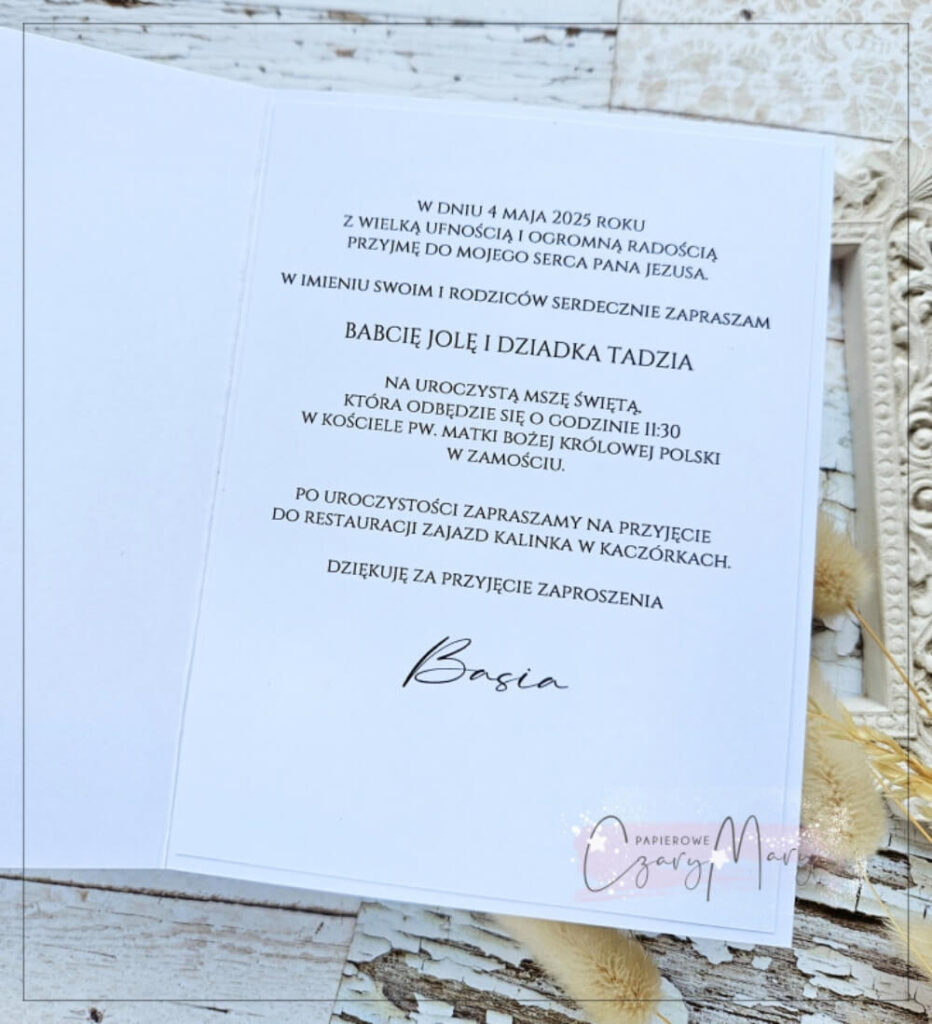 W DNIU 4 MAJA 2025 ROKU
Z WIELKĄ UFNOŚCIĄ I OGROMNĄ RADOŚCIĄ
PRZYJMĘ DO MOJEGO SERCA PANA JEZUSA.
W IMIENIU SWOIM I RODZICÓW SERDECZNIE ZAPRASZAM
BABCIĘ JOLĘ I DZIADKA TADZIA
NA UROCZYSTĄ MSZĘ ŚWIĘTĄ,
KTÓRA ODBĘDZIE SIĘ O GODZINIE 11:30
W KOŚCIELE PW. MATKI BOŻEJ KRÓLOWEJ POLSKI
W ZAMOŚCIU.
PO UROCZYSTOŚCI ZAPRASZAMY NA PRZYJĘCIE
DO RESTAURACJI ZAJAZD KALINKA W KACZÓRKACH.
DZIĘKUJĘ ZA PRZYJĘCIE ZAPROSZENIA
Basia
PAPIEROWE
Czary Mary